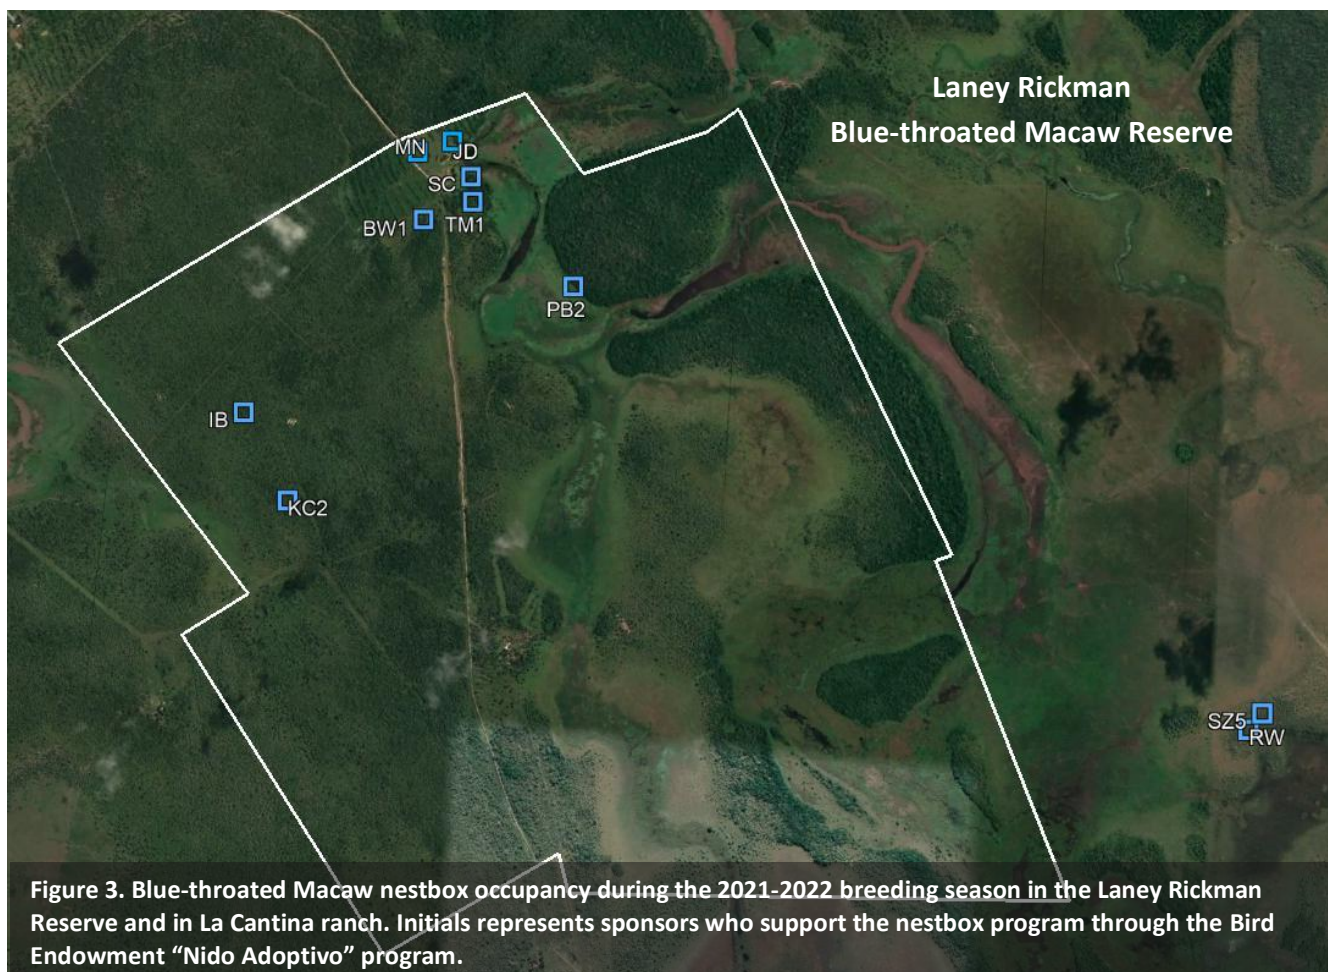 Laney Rickman
Blue-throated Macaw Reserve
MN
JD
SC
BW1
TM1
PB2
IB
KC2
SZ5
RW
Figure 3. Blue-throated Macaw nestbox occupancy during the 2021-2022 breeding season in the Laney Rickman
Reserve and in La Cantina ranch. Initials represents sponsors who support the nestbox program through the Bird
Endowment “Nido Adoptivo” program.